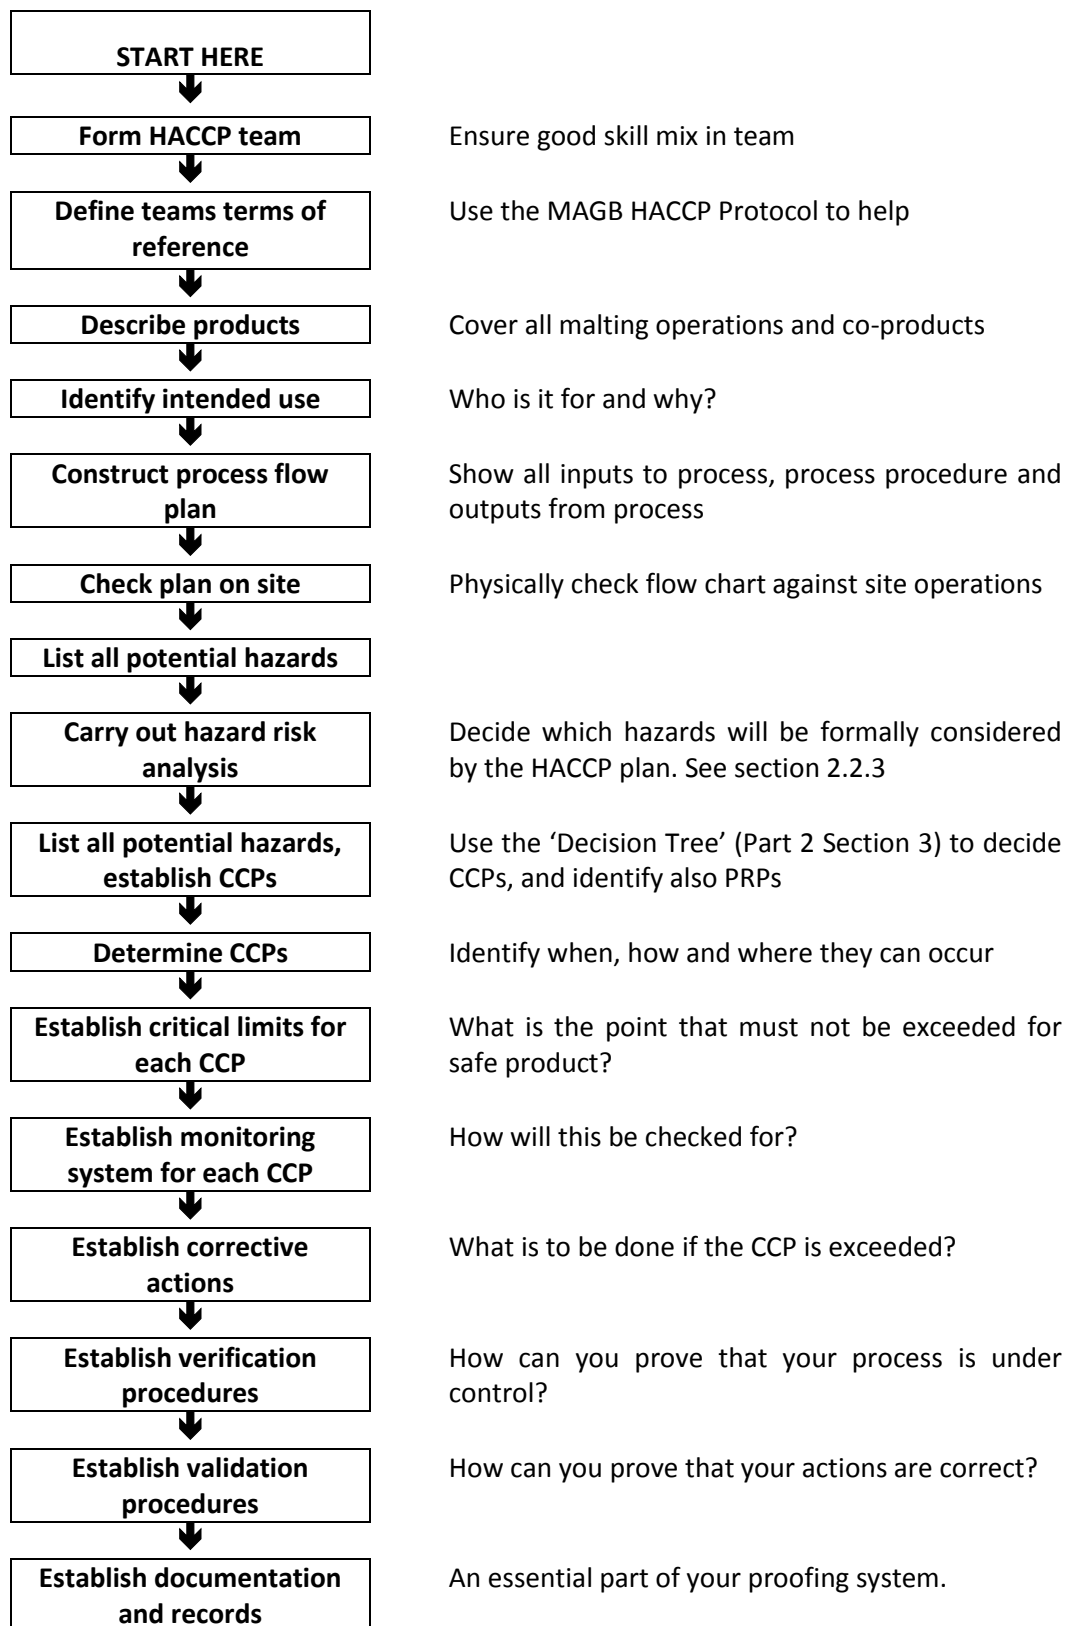 START HERE
Form HACCP team
Ensure good skill mix in team
Define teams terms of
reference
Use the MAGB HACCP Protocol to help
Describe products
Cover all malting operations and co-products
Identify intended use
Who is it for and why?
Construct process flow
plan
Show all inputs to process, process procedure and
outputs from process
Check plan on site
Physically check flow chart against site operations
List all potential hazards
Carry out hazard risk
analysis
Decide which hazards will be formally considered
by the HACCP plan. See section 2.2.3
List all potential hazards,
establish CCPs
Use the ‘Decision Tree’ (Part 2 Section 3) to decide
CCPs, and identify also PRPs
Determine CCPs
Identify when, how and where they can occur
Establish critical limits for
each CCP
What is the point that must not be exceeded for
safe product?
Establish monitoring
system for each CCP
How will this be checked for?
Establish corrective
actions
What is to be done if the CCP is exceeded?
Establish verification
procedures
How can you prove that your process is under
control?
Establish validation
procedures
How can you prove that your actions are correct?
Establish documentation
and records
An essential part of your proofing system.